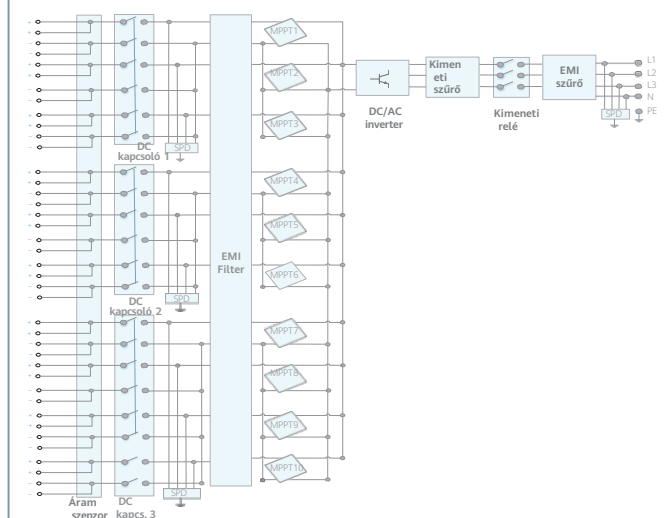 MPPT1
MPPT2
MPPT3
DC
kapcsoló 1
SPD
MPPT4
MPPT5
MPPT6
DC
kapcsoló 2
SPD
EMI
Filter
MPPT7
MPPT8
MPPT9
MPPT10
SPD
Áram
szenzor
DC
kapcs. 3
DC/AC
inverter
Kimen
eti
szűrő
Kimeneti
relé
EMI
szűrő
SPD
L1
L2
L3
N
PE